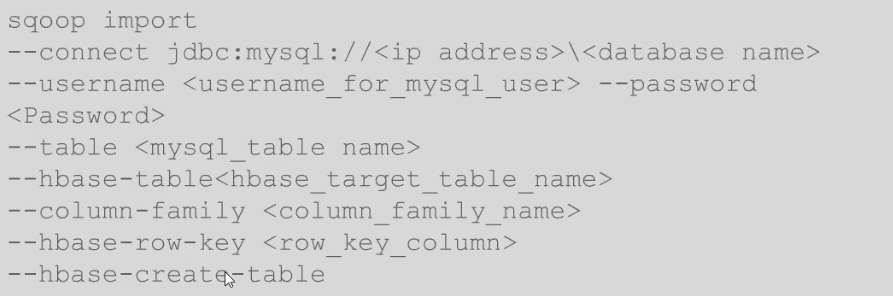 sqoop import
--connect jdbc:mysql://<ip address>\<database name>
--username <username_for_mysql_user> --password
<Password>
--table <mysql_table name>
--hbase-table<hbase_target_table_name>
--column-family <column_family_name>
--hbase-row-key <row_key_column>
--hbase-create-table